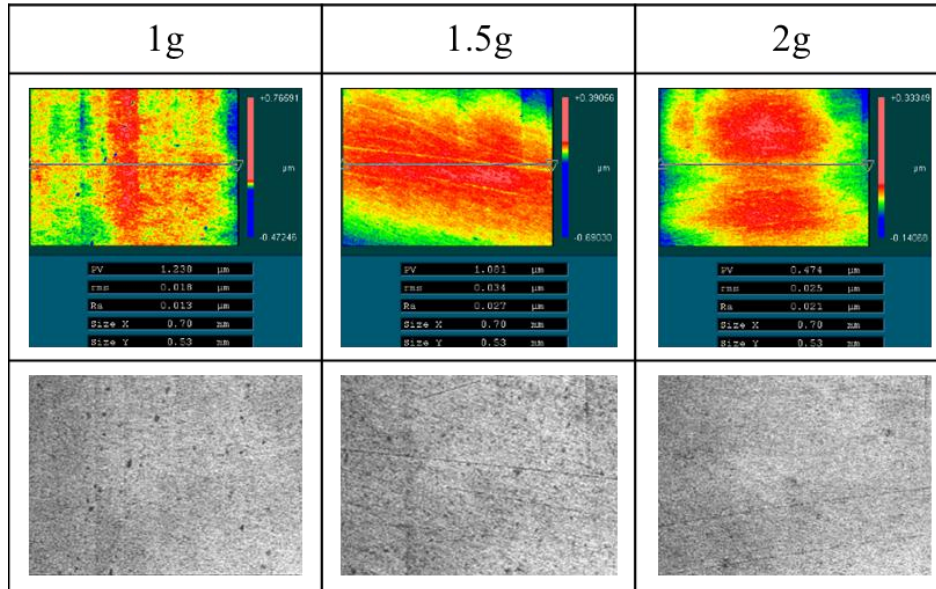 1g 1.5g 2g
+0.76691
µm
-0.47246
+0.39056
µm
-0.69030
+0.33349
µm
-0.14068
PV 1.238 µm
rms 0.018 µm
Ra 0.013 µm
Size X 0.70 mm
Size Y 0.53 mm
PV 1.081 µm
rms 0.034 µm
Ra 0.027 µm
Size X 0.70 mm
Size Y 0.53 mm
PV 0.474 µm
rms 0.025 µm
Ra 0.021 µm
Size X 0.70 mm
Size Y 0.53 mm